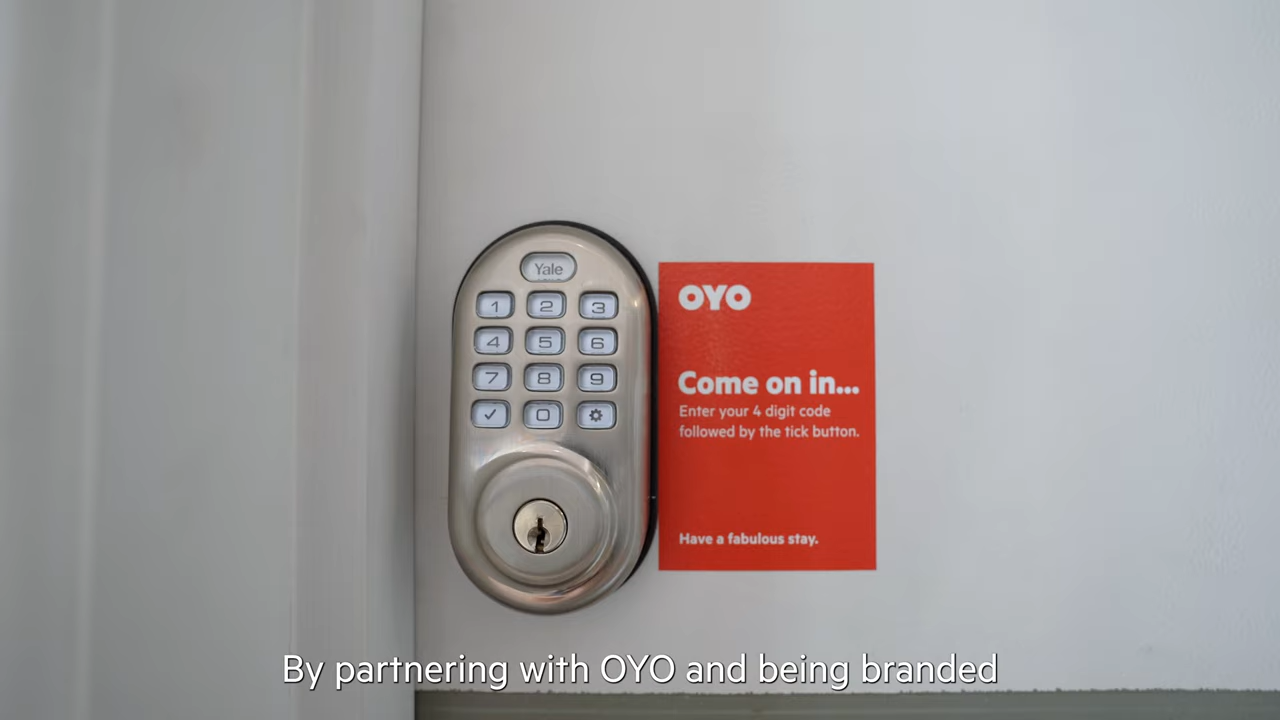 Yale
1 2 3
4 5 6
7 8 9
✓ 0
OYO
Come on in...
Enter your 4 digit code
followed by the tick button.
Have a fabulous stay.
By partnering with OYO and being branded